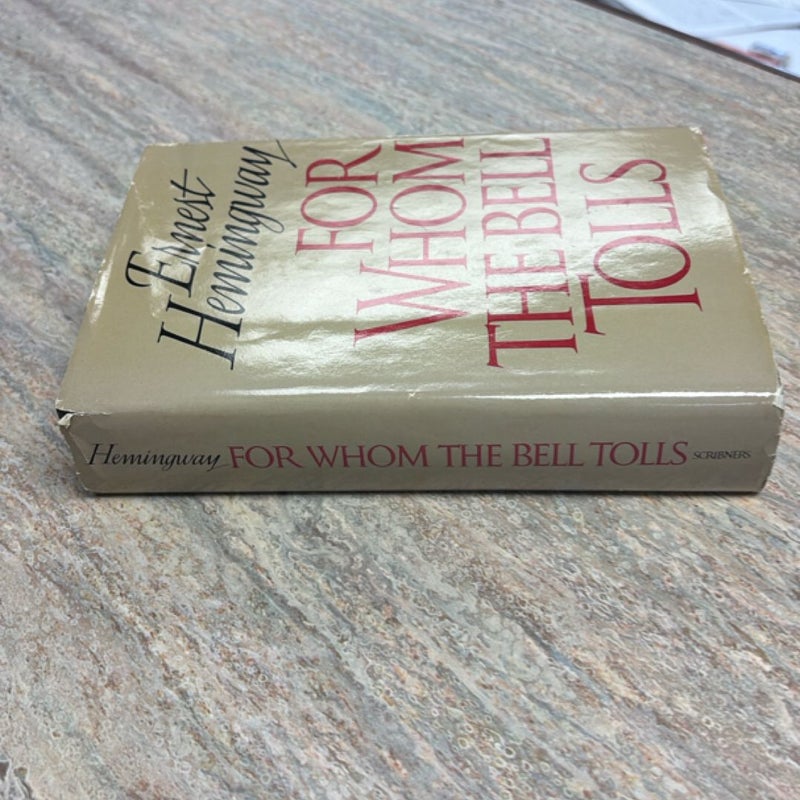 Ernest
Hemingway
FOR
WHOM
THE BELL
TOLLS
Hemingway FOR WHOM THE BELL TOLLS SCRIBNERS